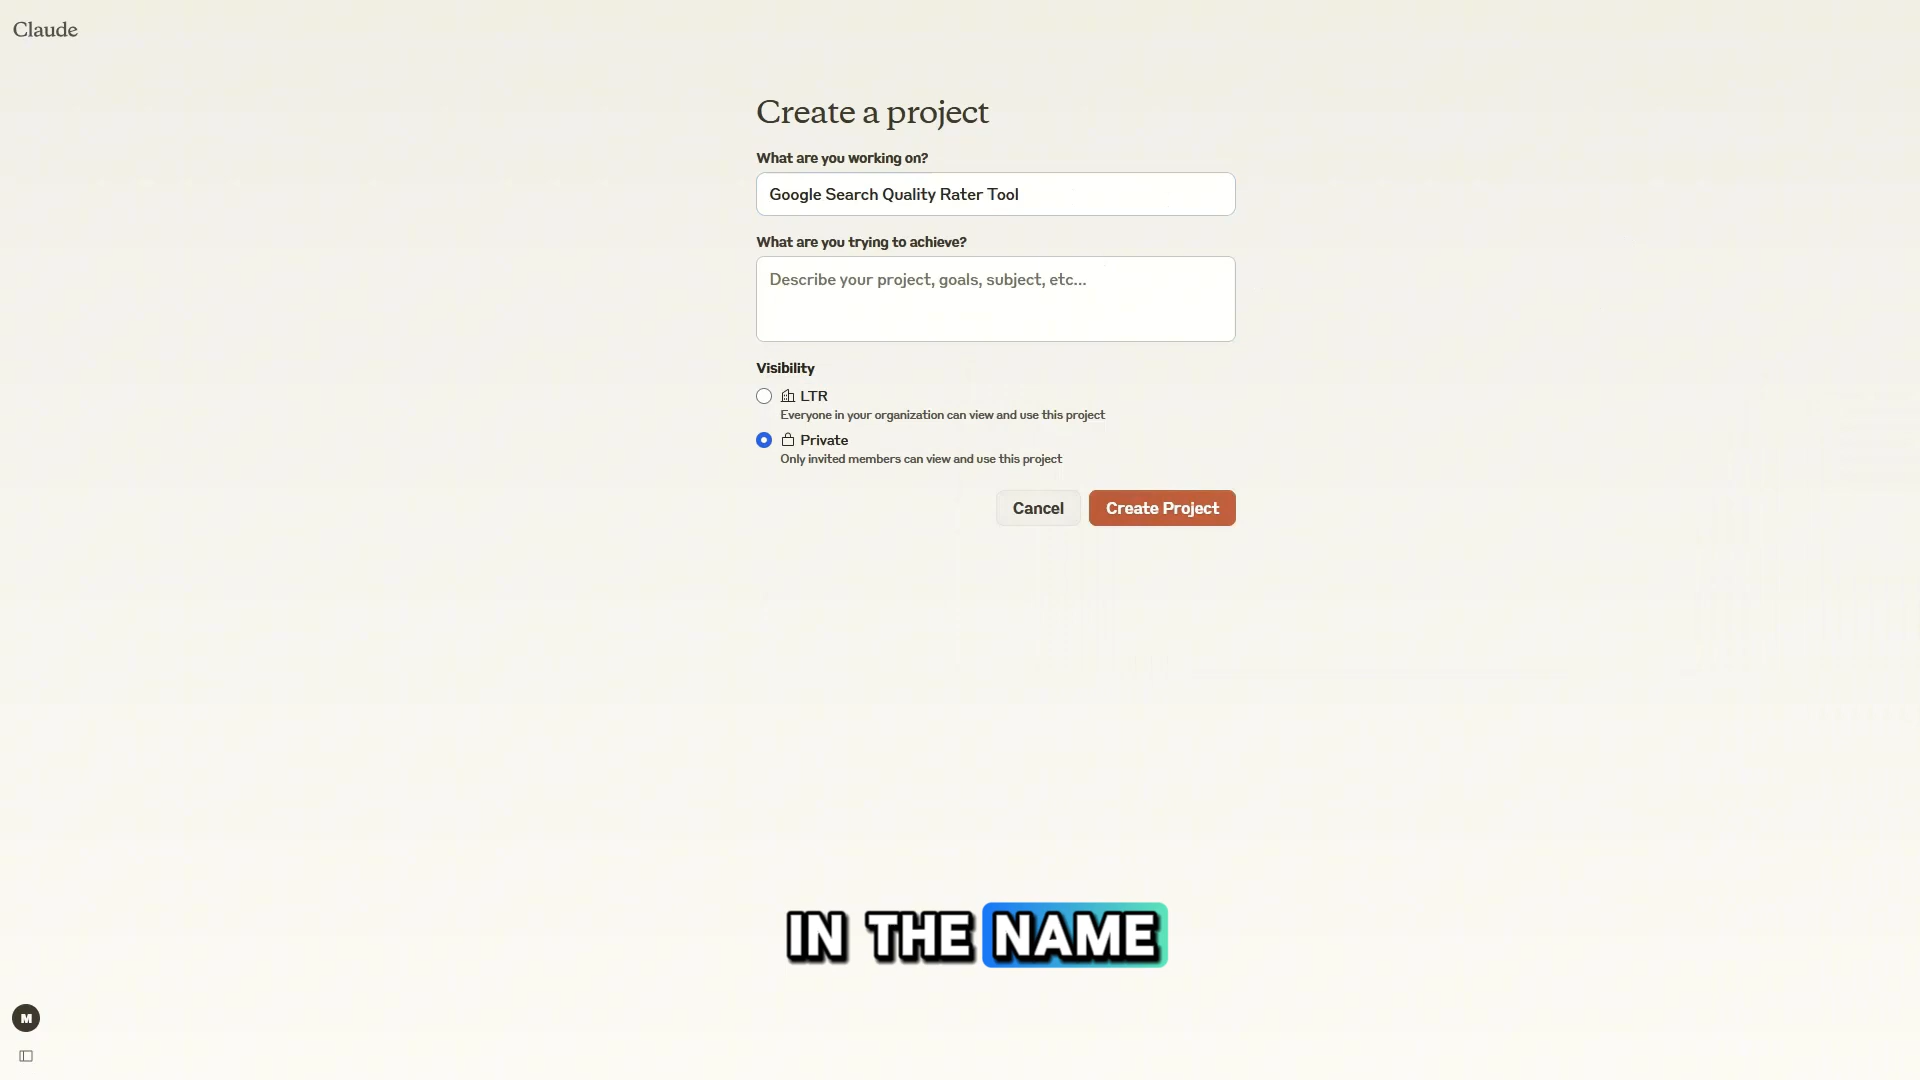 Claude
Create a project
What are you working on?
Google Search Quality Rater Tool
What are you trying to achieve?
Describe your project, goals, subject, etc...
Visibility
LTR
Everyone in your organization can view and use this project
Private
Only invited members can view and use this project
Cancel
Create Project
IN THE NAME
M